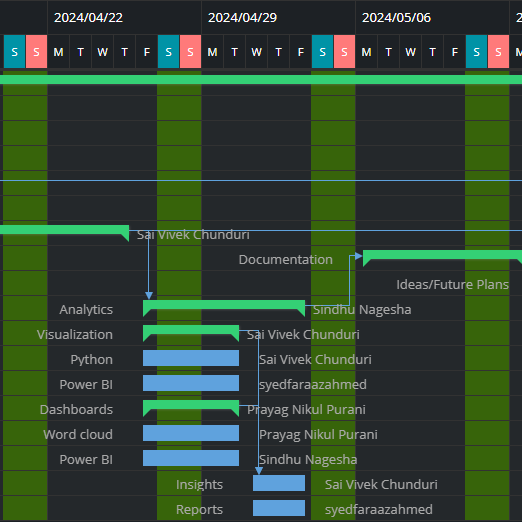 2024/04/22 2024/04/29 2024/05/06 2
S S M T W T F S S M T W T F S S M T W T F S S M
Sai Vivek Chunduri
Documentation
Ideas/Future Plans
Analytics Sindhu Nagesha
Visualization Sai Vivek Chunduri
Python Sai Vivek Chunduri
Power BI syedfaraazahmed
Dashboards Prayag Nikul Purani
Word cloud Prayag Nikul Purani
Power BI Sindhu Nagesha
Insights Sai Vivek Chunduri
Reports syedfaraazahmed